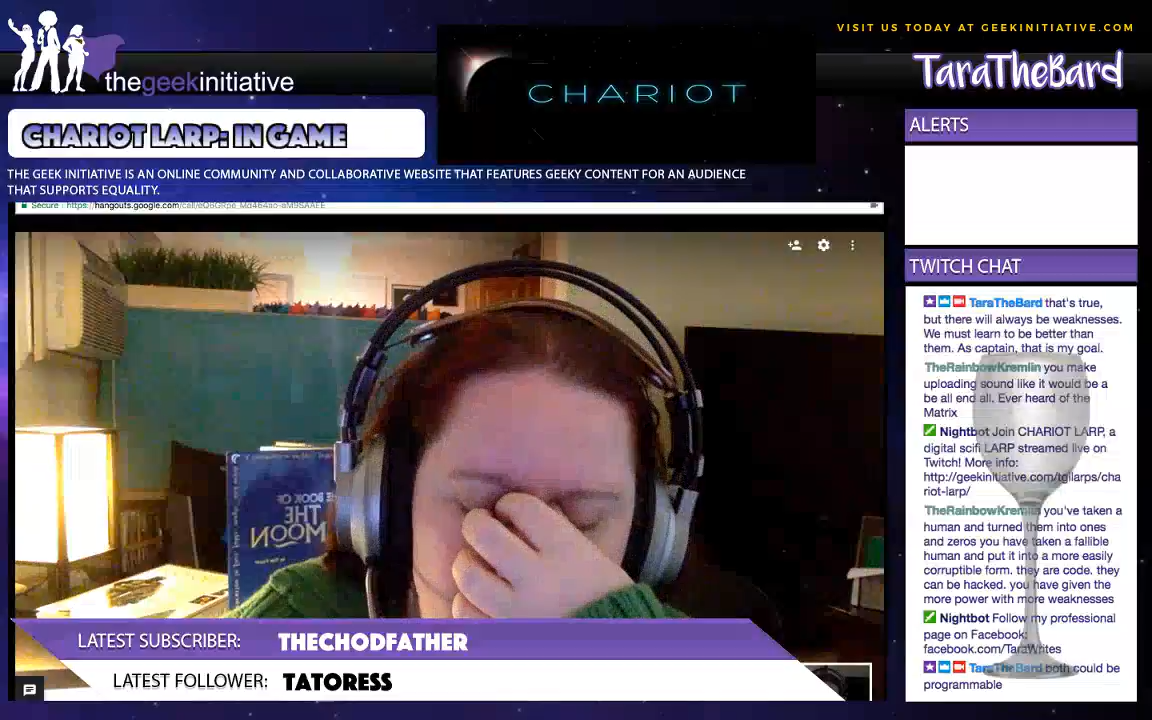 VISIT US TODAY AT GEEKINITIATIVE.COM
thegeekinitiative
CHARIOT
TaraTheBard
CHARIOT LARP: IN GAME
THE GEEK INITIATIVE IS AN ONLINE COMMUNITY AND COLLABORATIVE WEBSITE THAT FEATURES GEEKY CONTENT FOR AN AUDIENCE
THAT SUPPORTS EQUALITY.
Secure https://hangouts.google.com/call/
THE BOOK OF
THE
MOON
LATEST SUBSCRIBER: THECHODFATHER
LATEST FOLLOWER: TATORESS
ALERTS
TWITCH CHAT
TaraTheBard that's true,
but there will always be weaknesses.
We must learn to be better than
them. As captain, that is my goal.
TheRainbowKremlin you make
uploading sound like it would be a
be all end all. Ever heard of the
Matrix
Nightbot Join CHARIOT LARP, a
digital scifi LARP streamed live on
Twitch! More info:
http://geekinitiative.com/tgilarps/cha
riot-larp/
TheRainbowKremlin you've taken a
human and turned them into ones
and zeros you have taken a fallible
human and put it into a more easily
corruptible form. they are code. they
can be hacked. you have given the
more power with more weaknesses
Nightbot Follow my professional
page on Facebook:
facebook.com/TaraWrites
TaraTheBard both could be
programmable